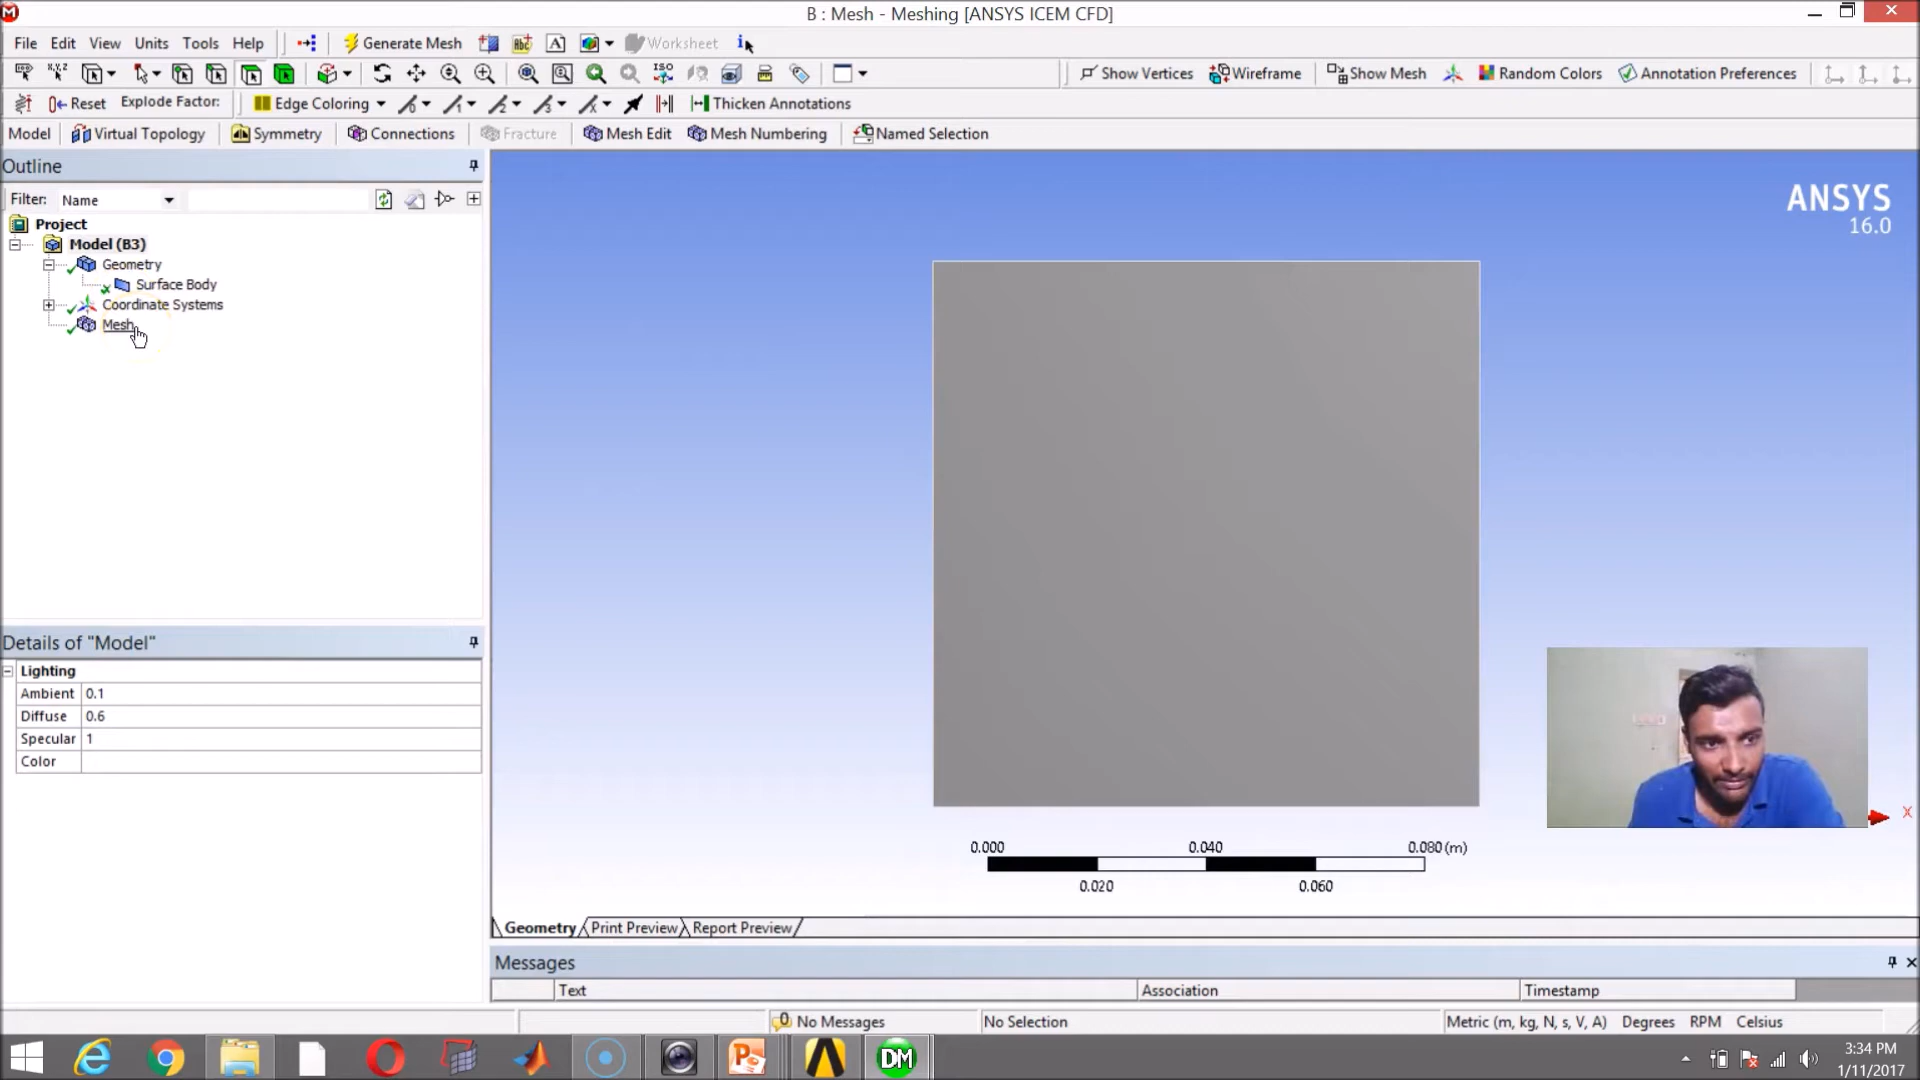 B : Mesh - Meshing [ANSYS ICEM CFD]
File Edit View Units Tools Help Generate Mesh Worksheet
Show Vertices Wireframe Show Mesh Random Colors Annotation Preferences
Reset Explode Factor: Edge Coloring Thicken Annotations
Model Virtual Topology Symmetry Connections Fracture Mesh Edit Mesh Numbering Named Selection
Outline
Filter: Name
Project
Model (B3)
Geometry
Surface Body
Coordinate Systems
Mesh
ANSYS
16.0
Details of "Model"
Lighting
Ambient 0.1
Diffuse 0.6
Specular 1
Color
X
0.000 0.040 0.080 (m)
0.020 0.060
Geometry Print Preview Report Preview
Messages
Text Association Timestamp
No Messages No Selection Metric (m, kg, N, s, V, A) Degrees RPM Celsius
DM
3:34 PM
1/11/2017